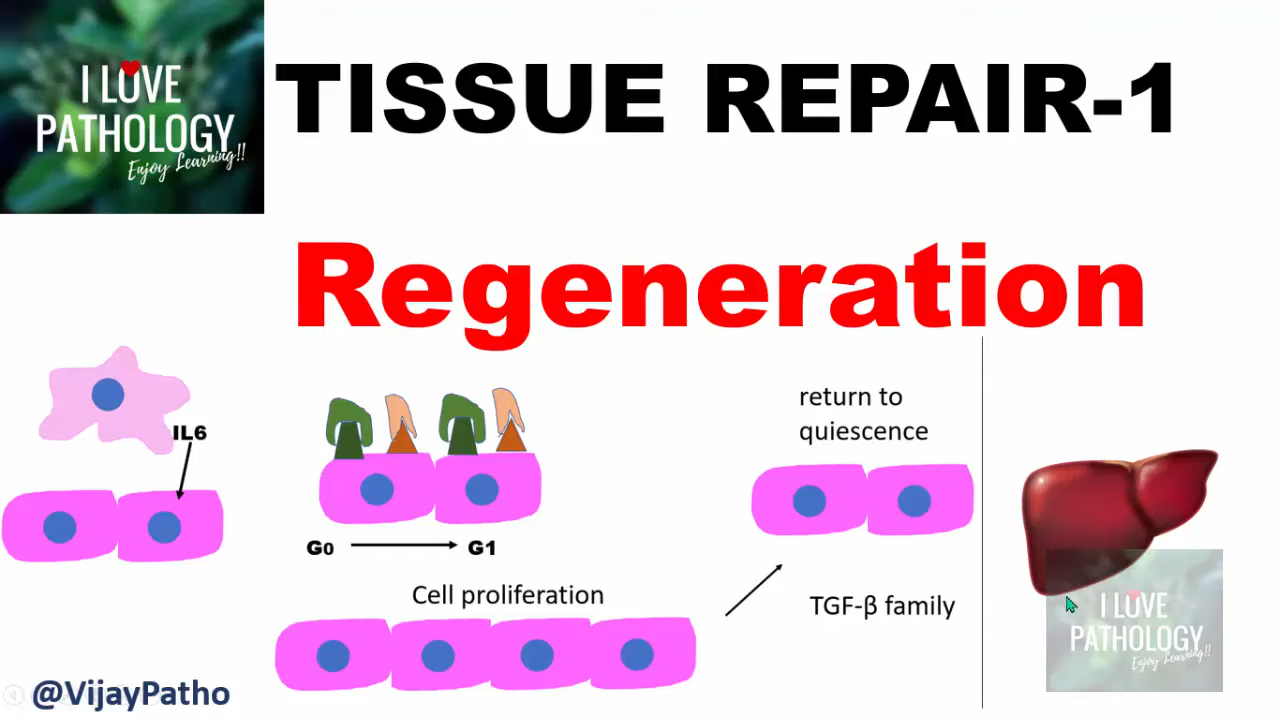 I LOVE
PATHOLOGY
Enjoy Learning!!
TISSUE REPAIR-1
Regeneration
IL6
G0
G1
Cell proliferation
return to
quiescence
TGF-β family
I LOVE
PATHOLOGY
Enjoy Learning!!
@VijayPatho